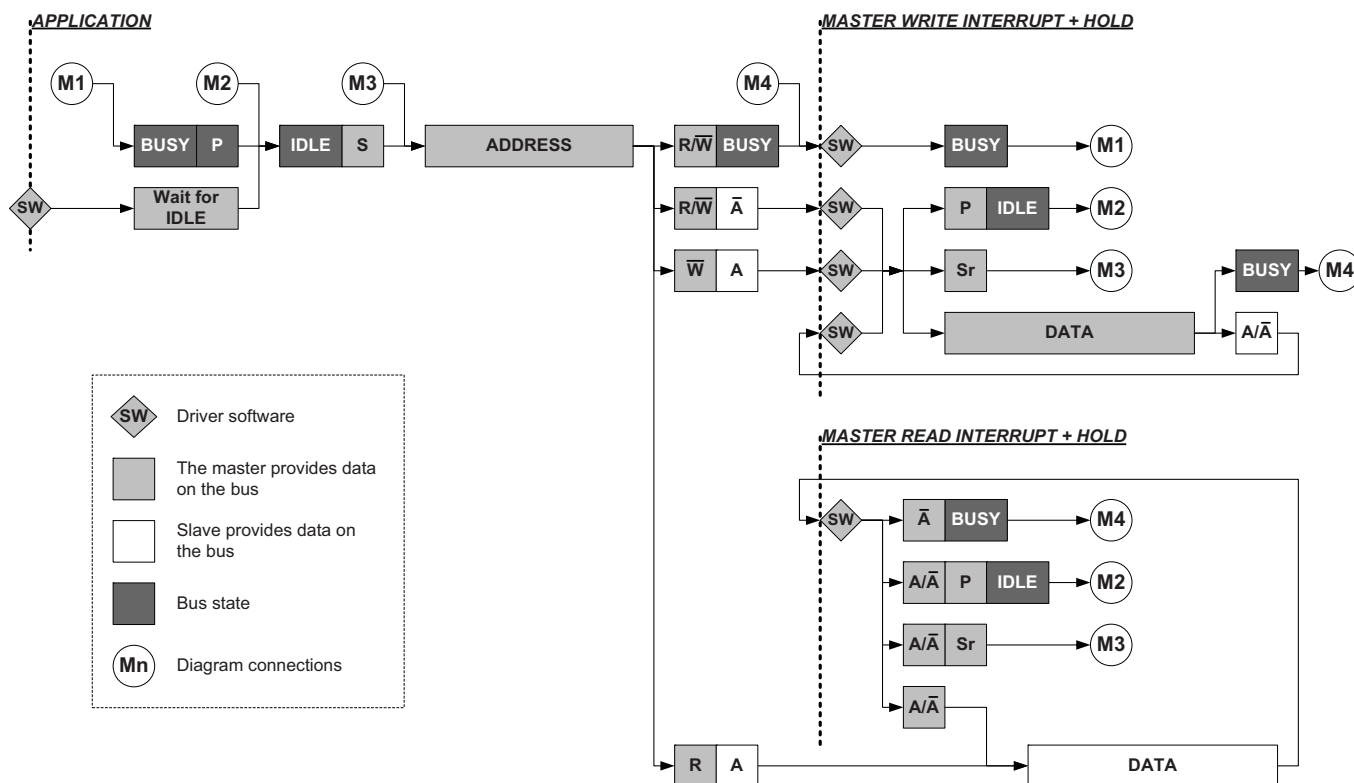 APPLICATION
MASTER WRITE INTERRUPT + HOLD
M1
M2
M3
M4
BUSY P
IDLE S
ADDRESS
R/W̅ BUSY
SW
BUSY
M1
SW
Wait for
IDLE
R/W̅ A̅
SW
P IDLE
M2
W̅ A
SW
Sr
M3
BUSY
M4
SW
DATA
A/A̅
SW
Driver software
The master provides data
on the bus
Slave provides data on
the bus
Bus state
Mn
Diagram connections
MASTER READ INTERRUPT + HOLD
SW
A̅ BUSY
M4
A/A̅ P IDLE
M2
A/A̅ Sr
M3
A/A̅
R A
DATA